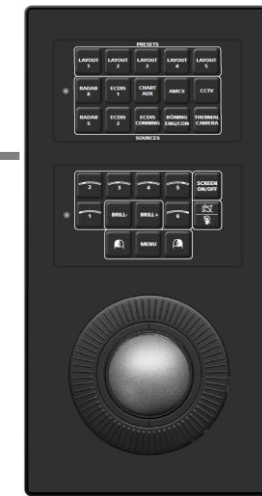 PRESETS
LAYOUT 1 LAYOUT 2 LAYOUT 3 LAYOUT 4 LAYOUT 5
RADAR X ECDIS 1 CHART AUX AMCS CCTV
RADAR S ECDIS 2 ECDIS CONNING KÖNING ENG/CON THERMAL CAMERA
SOURCES
2 3 4 5 SCREEN ON/OFF
1 BRILL- BRILL+ 6
MENU